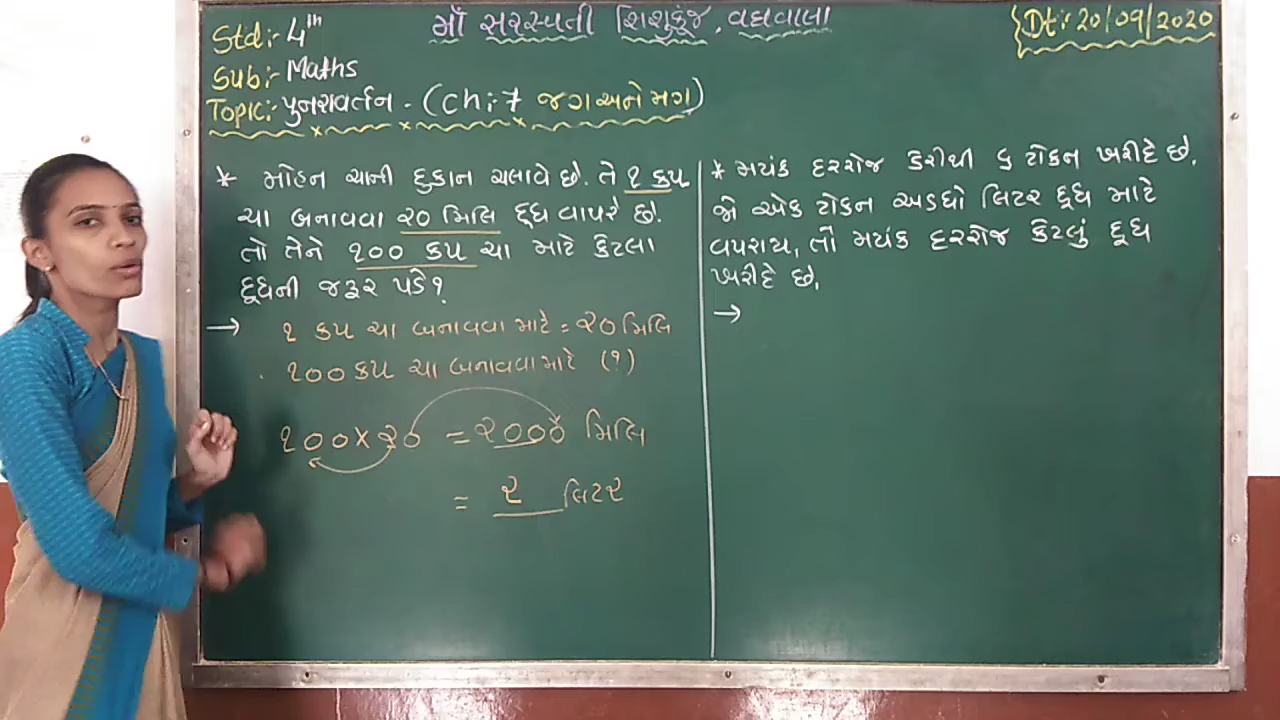 Std:- 4th
માઁ સરસ્વતી શિશુકુંજ, વઘવાલા
Dt:- 20/09/2020
Sub:- Maths
Topic:- પુનરાવર્તન - (Ch:-7 જગ અને મગ)
* મોહન ચાની દુકાન ચલાવે છે. તે ૧ કપ
ચા બનાવવા ૨૦ મિલિ દૂધ વાપરે છે.
તો તેને ૧૦૦ કપ ચા માટે કેટલા
દૂધની જરૂર પડે?
→ ૧ કપ ચા બનાવવા માટે = ૨૦ મિલિ
૧૦૦ કપ ચા બનાવવા માટે (?)
૧૦૦ × ૨૦ = ૨૦૦૦ મિલિ
= ૨ લિટર
* મયંક દરરોજ ડેરીથી ૬ ટોકન ખરીદે છે.
જો એક ટોકન અડધો લિટર દૂધ માટે
વપરાય, તો મયંક દરરોજ કેટલું દૂધ
ખરીદે છે.
→